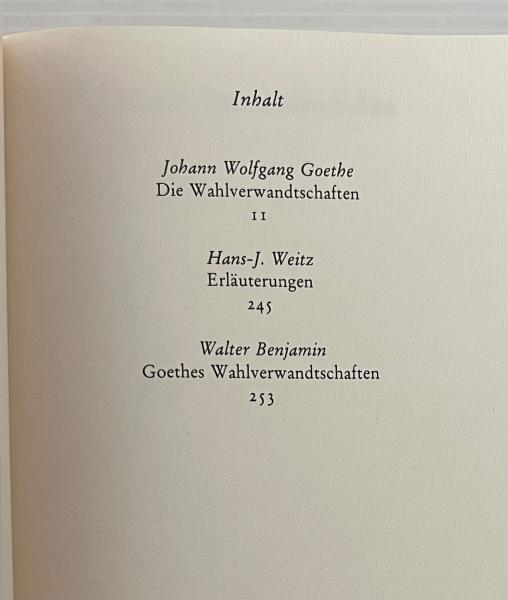 Inhalt
Johann Wolfgang Goethe
Die Wahlverwandtschaften
11
Hans-J. Weitz
Erläuterungen
245
Walter Benjamin
Goethes Wahlverwandtschaften
253